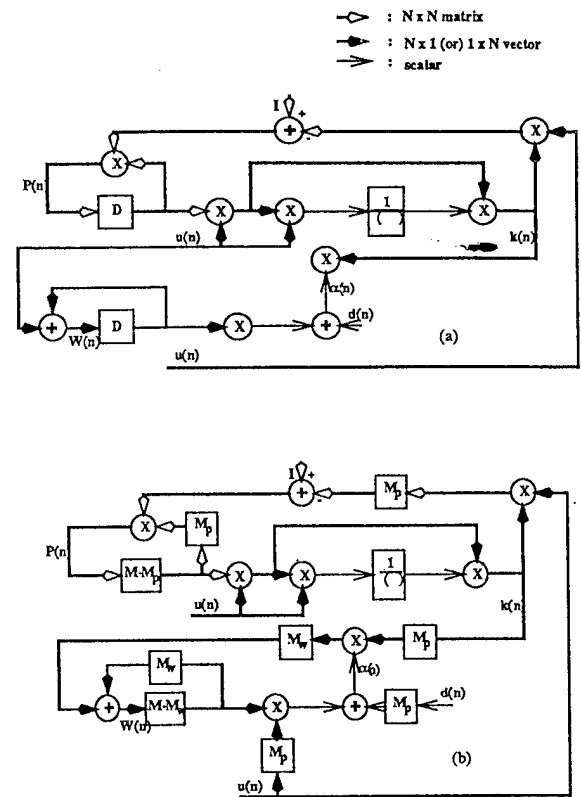 : N x N matrix
: N x 1 (or) 1 x N vector
: scalar
I + + - X
X
P(n)
D X X 1 ( ) X
u(n) k(n)
X
α(n)
+ D X + d(n)
W(n) (a)
u(n)
I + + - Mp X
X Mp
P(n
M-Mp X X 1 ( ) X
u(n) k(n)
Mw X Mp
Mw α(n)
+ M-Mw X + Mp d(n)
W(n)
Mp (b)
u(n)